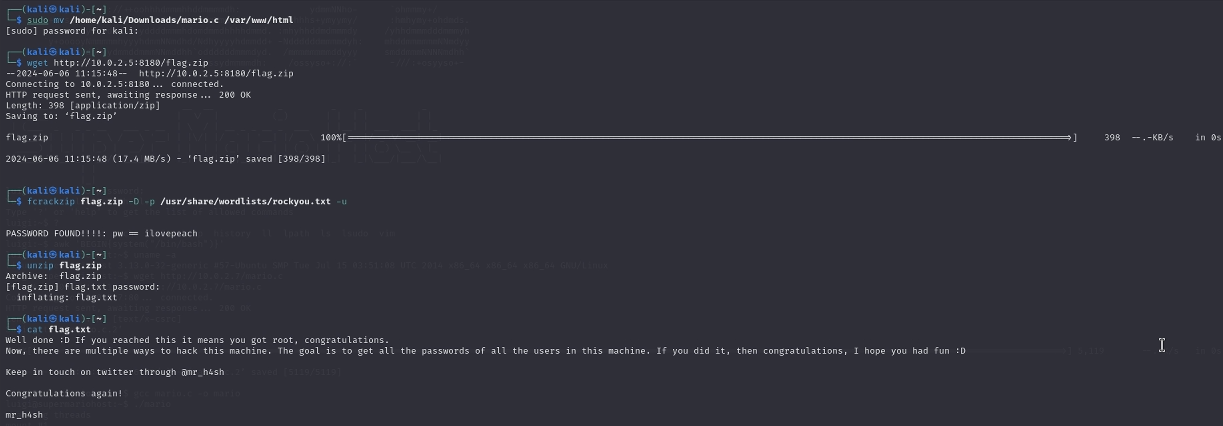 ┌──(kali㉿kali)-[~]
└─$ sudo mv /home/kali/Downloads/mario.c /var/www/html
[sudo] password for kali:
┌──(kali㉿kali)-[~]
└─$ wget http://10.0.2.5:8180/flag.zip
--2024-06-06 11:15:48--  http://10.0.2.5:8180/flag.zip
Connecting to 10.0.2.5:8180... connected.
HTTP request sent, awaiting response... 200 OK
Length: 398 [application/zip]
Saving to: ‘flag.zip’
flag.zip 100%[===================================================>] 398 --.-KB/s in 0s
2024-06-06 11:15:48 (17.4 MB/s) - ‘flag.zip’ saved [398/398]
┌──(kali㉿kali)-[~]
└─$ fcrackzip flag.zip -D -p /usr/share/wordlists/rockyou.txt -u
PASSWORD FOUND!!!!: pw == ilovepeach
┌──(kali㉿kali)-[~]
└─$ unzip flag.zip
Archive:  flag.zip
[flag.zip] flag.txt password:
  inflating: flag.txt
┌──(kali㉿kali)-[~]
└─$ cat flag.txt
Well done :D If you reached this it means you got root, congratulations.
Now, there are multiple ways to hack this machine. The goal is to get all the passwords of all the users in this machine. If you did it, then congratulations, I hope you had fun :D
Keep in touch on twitter through @mr_h4sh
Congratulations again!
mr_h4sh